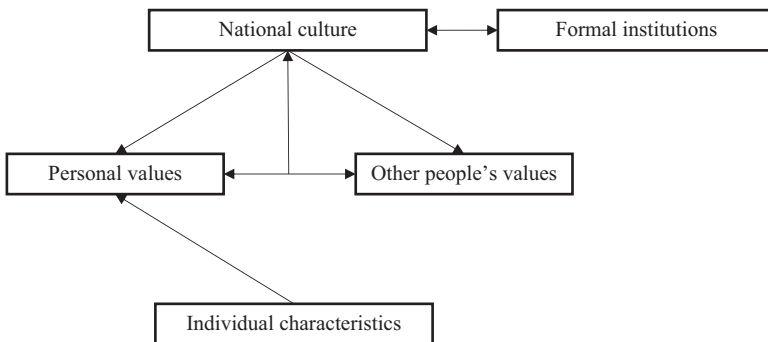 National culture
Formal institutions
Personal values
Other people’s values
Individual characteristics